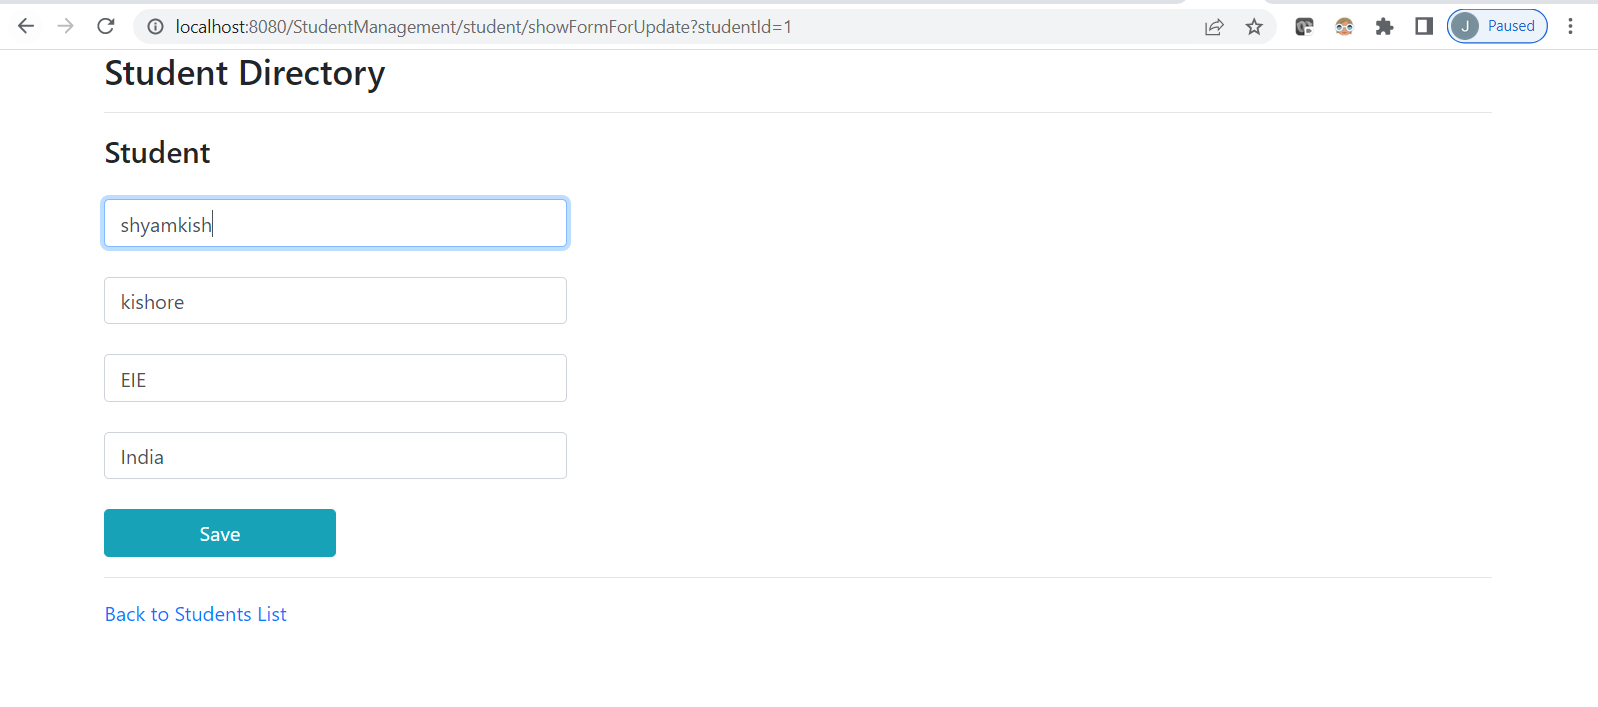 localhost:8080/StudentManagement/student/showFormForUpdate?studentId=1
J Paused
Student Directory
Student
shyamkish
kishore
EIE
India
Save
Back to Students List